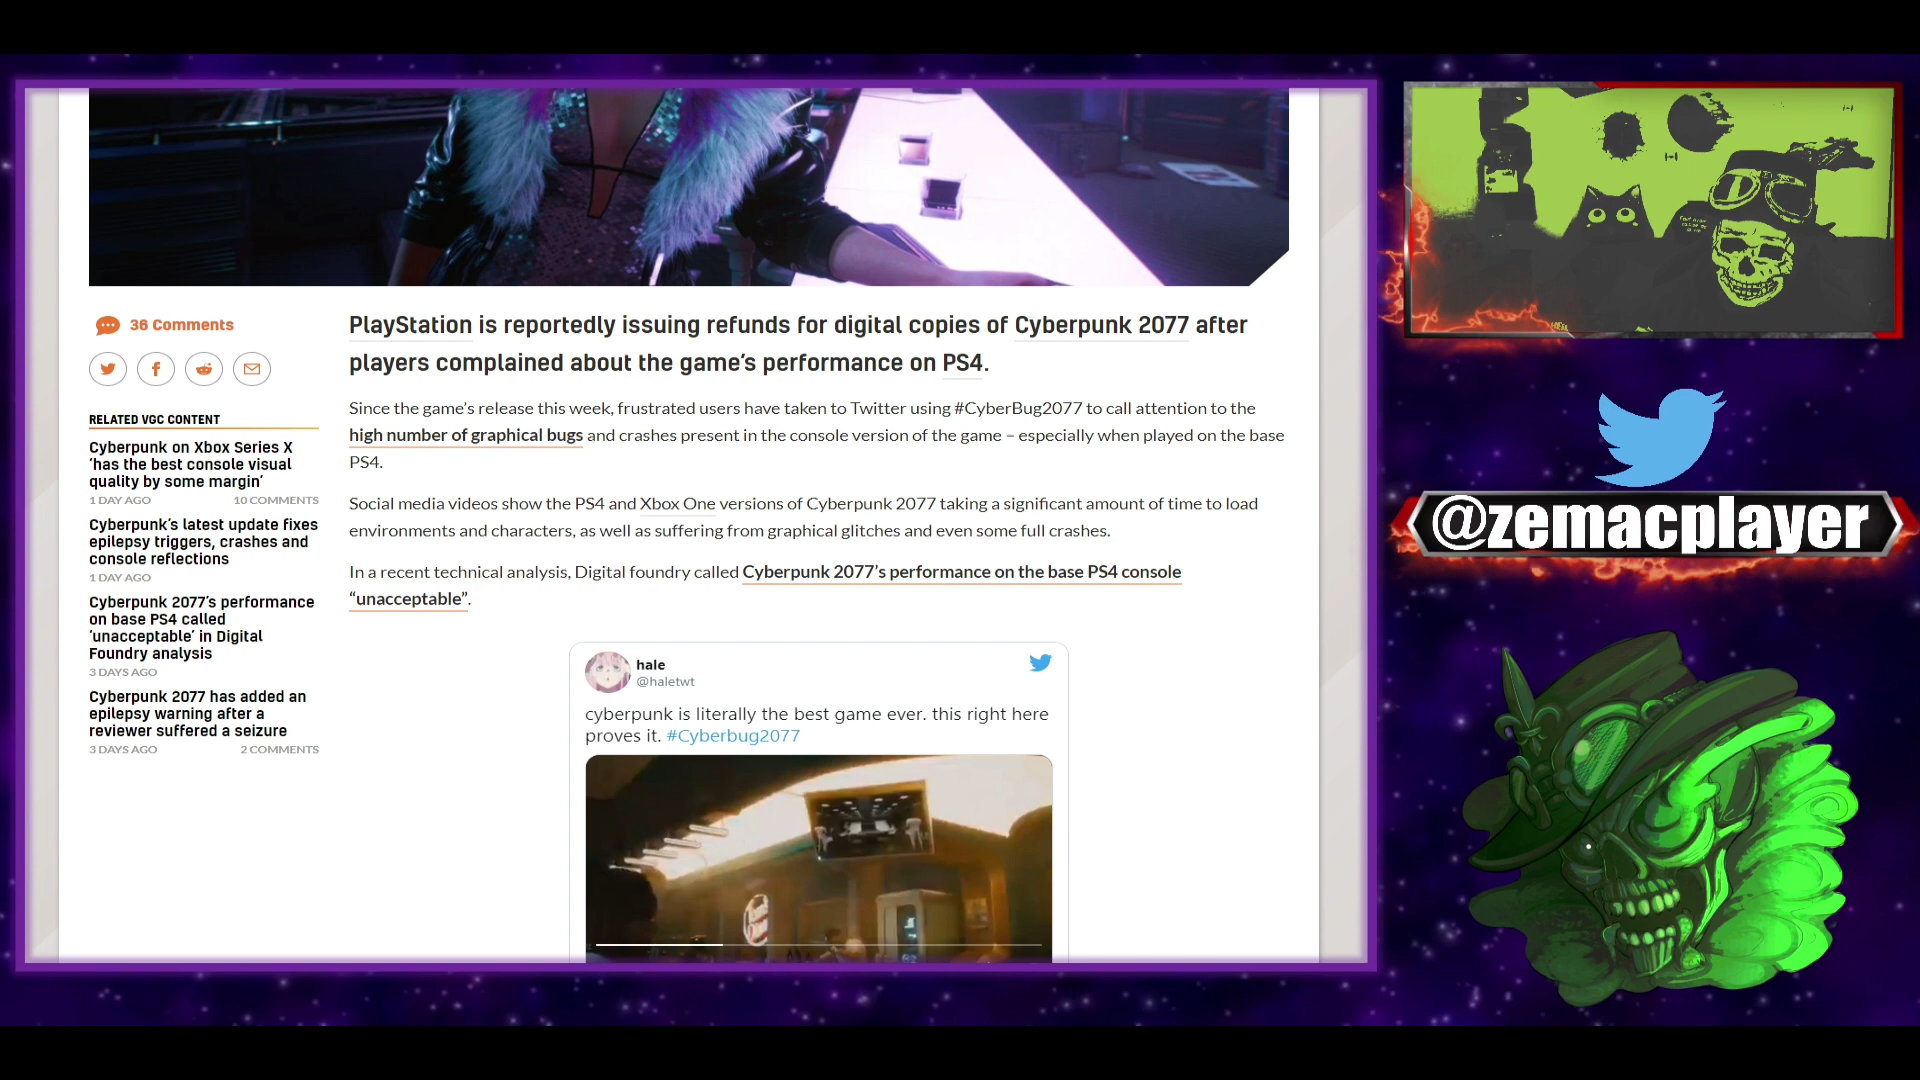 36 Comments
RELATED VGC CONTENT
Cyberpunk on Xbox Series X
‘has the best console visual
quality by some margin’
1 DAY AGO 10 COMMENTS
Cyberpunk’s latest update fixes
epilepsy triggers, crashes and
console reflections
1 DAY AGO
Cyberpunk 2077’s performance
on base PS4 called
‘unacceptable’ in Digital
Foundry analysis
3 DAYS AGO
Cyberpunk 2077 has added an
epilepsy warning after a
reviewer suffered a seizure
3 DAYS AGO 2 COMMENTS
PlayStation is reportedly issuing refunds for digital copies of Cyberpunk 2077 after
players complained about the game’s performance on PS4.
Since the game’s release this week, frustrated users have taken to Twitter using #CyberBug2077 to call attention to the
high number of graphical bugs and crashes present in the console version of the game – especially when played on the base
PS4.
Social media videos show the PS4 and Xbox One versions of Cyberpunk 2077 taking a significant amount of time to load
environments and characters, as well as suffering from graphical glitches and even some full crashes.
In a recent technical analysis, Digital foundry called Cyberpunk 2077’s performance on the base PS4 console
“unacceptable”.
hale
@haletwt
cyberpunk is literally the best game ever. this right here
proves it. #Cyberbug2077
@zemacplayer